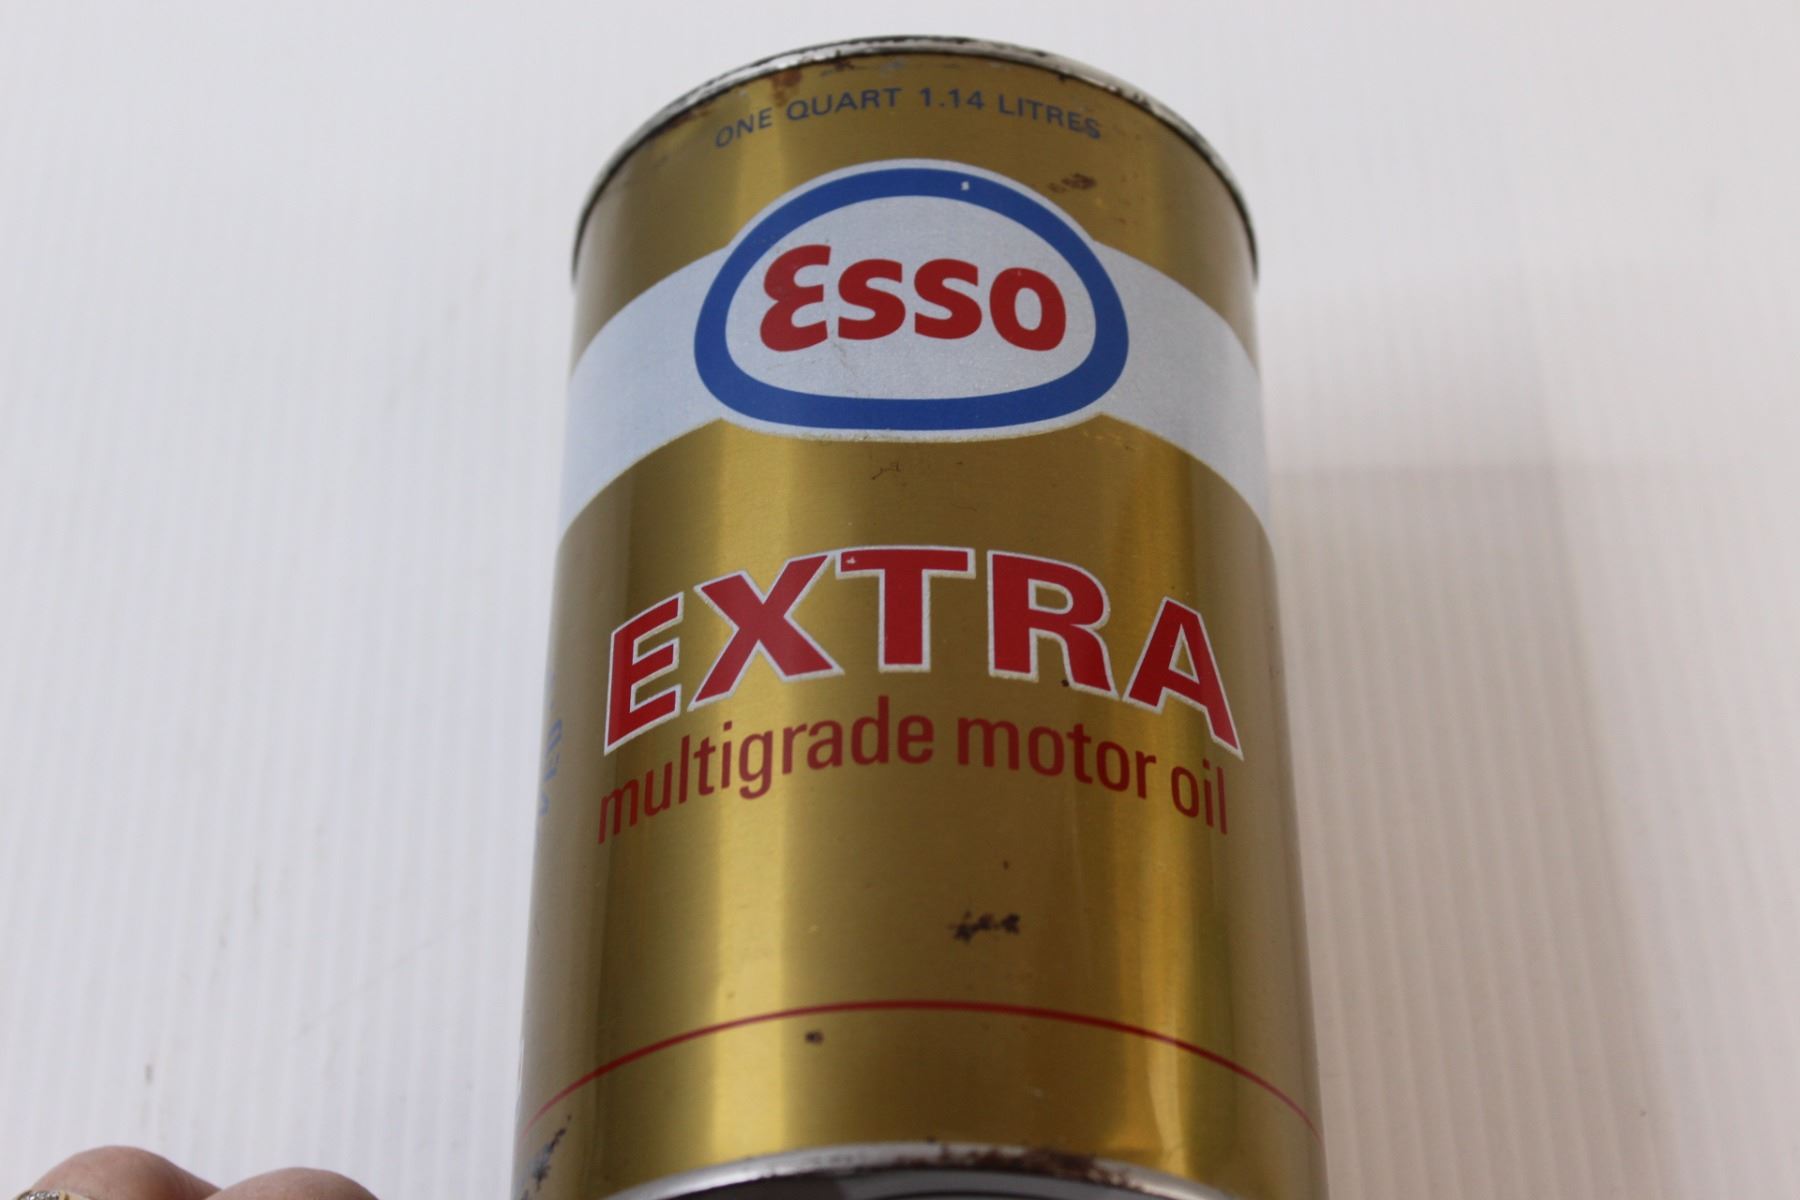 ONE QUART 1.14 LITRES
Esso
EXTRA
multigrade motor oil